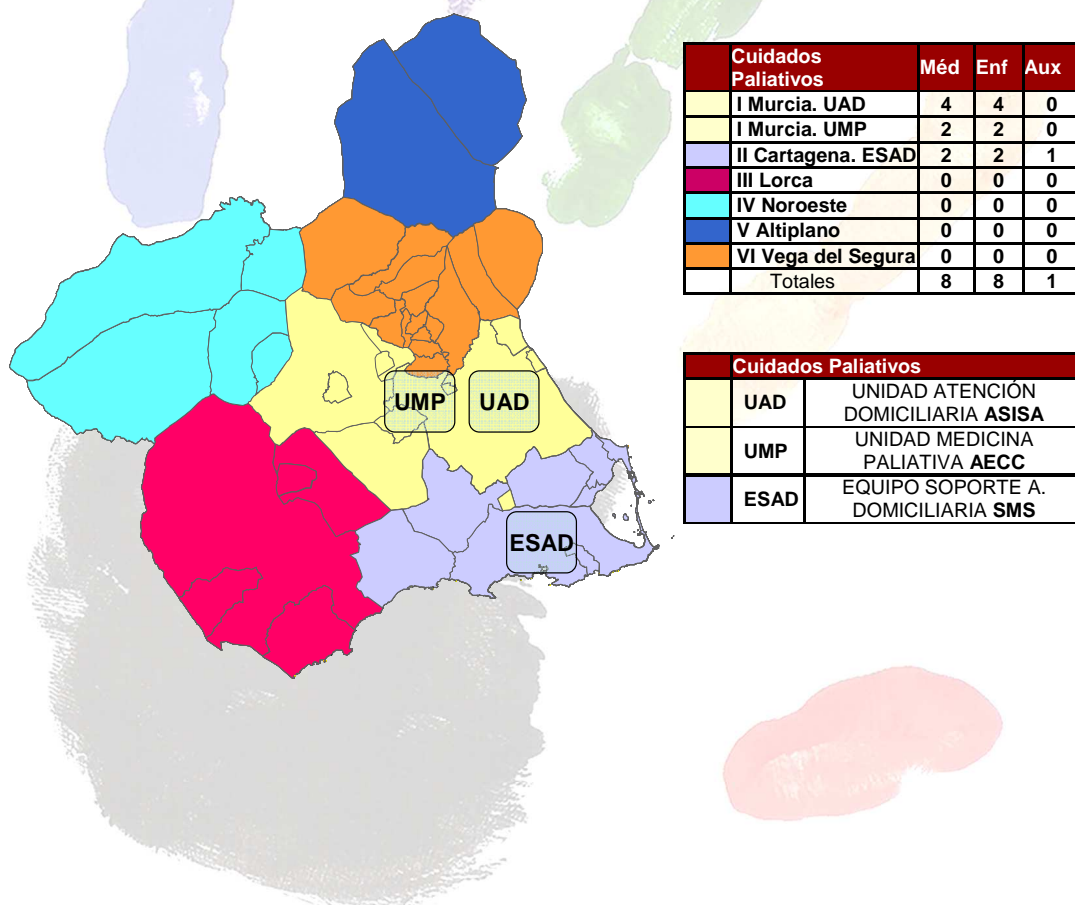 Cuidados
Paliativos Méd Enf Aux
I Murcia. UAD 4 4 0
I Murcia. UMP 2 2 0
II Cartagena. ESAD 2 2 1
III Lorca 0 0 0
IV Noroeste 0 0 0
V Altiplano 0 0 0
VI Vega del Segura 0 0 0
Totales 8 8 1
Cuidados Paliativos
UAD UNIDAD ATENCIÓN
DOMICILIARIA ASISA
UMP UNIDAD MEDICINA
PALIATIVA AECC
ESAD EQUIPO SOPORTE A.
DOMICILIARIA SMS
UMP UAD
ESAD